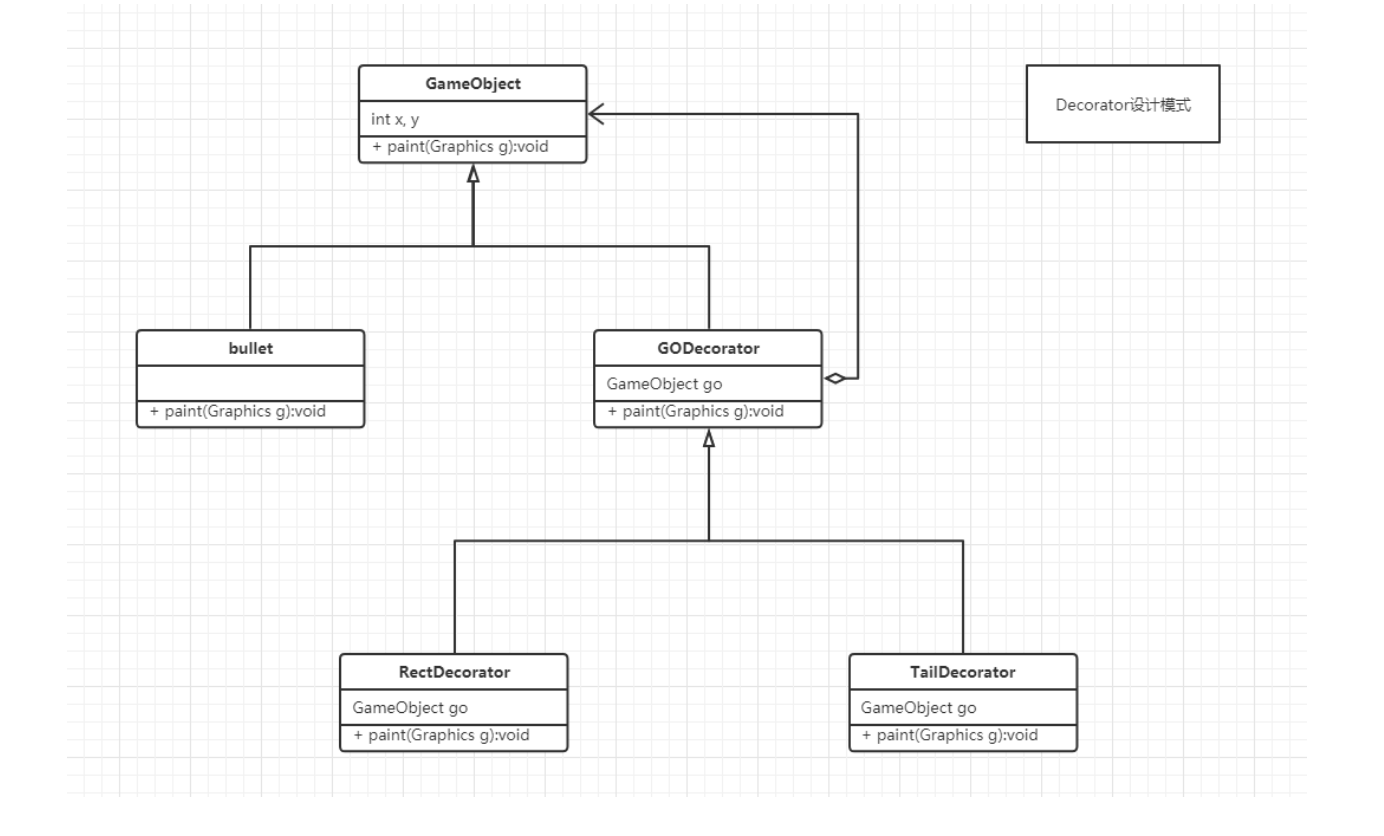 GameObject
int x, y
+ paint(Graphics g):void
Decorator设计模式
bullet
+ paint(Graphics g):void
GODecorator
GameObject go
+ paint(Graphics g):void
RectDecorator
GameObject go
+ paint(Graphics g):void
TailDecorator
GameObject go
+ paint(Graphics g):void